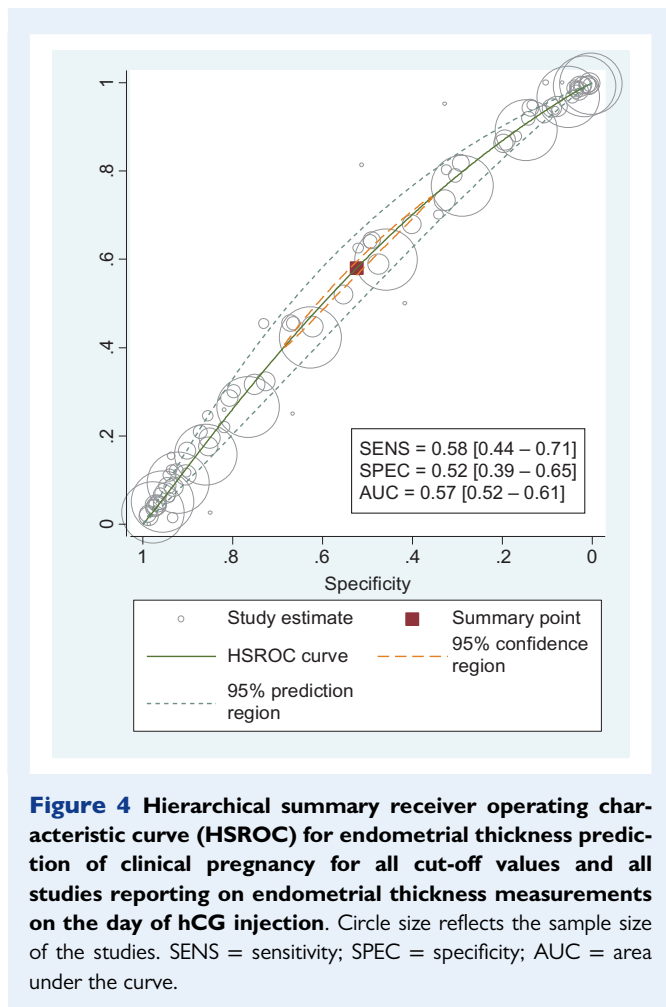 1
.8
.6
.4
.2
0
SENS = 0.58 [0.44 – 0.71]
SPEC = 0.52 [0.39 – 0.65]
AUC = 0.57 [0.52 – 0.61]
1 .8 .6 .4 .2 0
Specificity
Study estimate
Summary point
HSROC curve
95% confidence
region
95% prediction
region
Figure 4 Hierarchical summary receiver operating char-
acteristic curve (HSROC) for endometrial thickness predic-
tion of clinical pregnancy for all cut-off values and all
studies reporting on endometrial thickness measurements
on the day of hCG injection. Circle size reflects the sample size
of the studies. SENS = sensitivity; SPEC = specificity; AUC = area
under the curve.